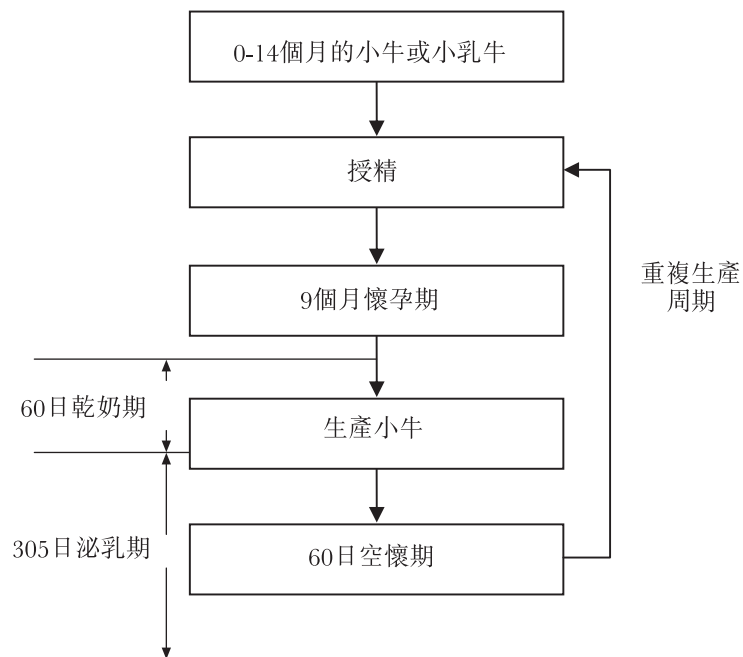 0-14個月的小牛或小乳牛
授精
9個月懷孕期
重複生產
周期
60日乾奶期
生產小牛
305日泌乳期
60日空懷期